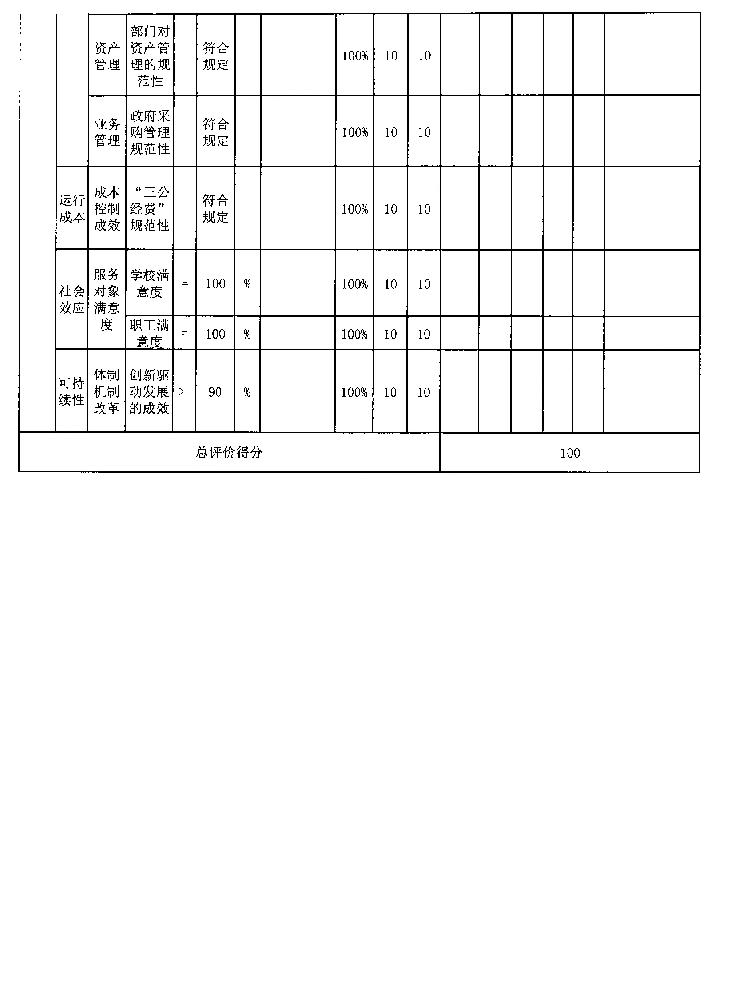 资产
管理
部门对
资产管
理的规
范性
符合
规定
100%
10
10
业务
管理
政府采
购管理
规范性
符合
规定
100%
10
10
运行
成本
成本
控制
成效
“三公
经费”
规范性
符合
规定
100%
10
10
社会
效应
服务
对象
满意
度
学校满
意度
=
100
%
100%
10
10
职工满
意度
=
100
%
100%
10
10
可持
续性
体制
机制
改革
创新驱
动发展
的成效
>=
90
%
100%
10
10
总评价得分
100